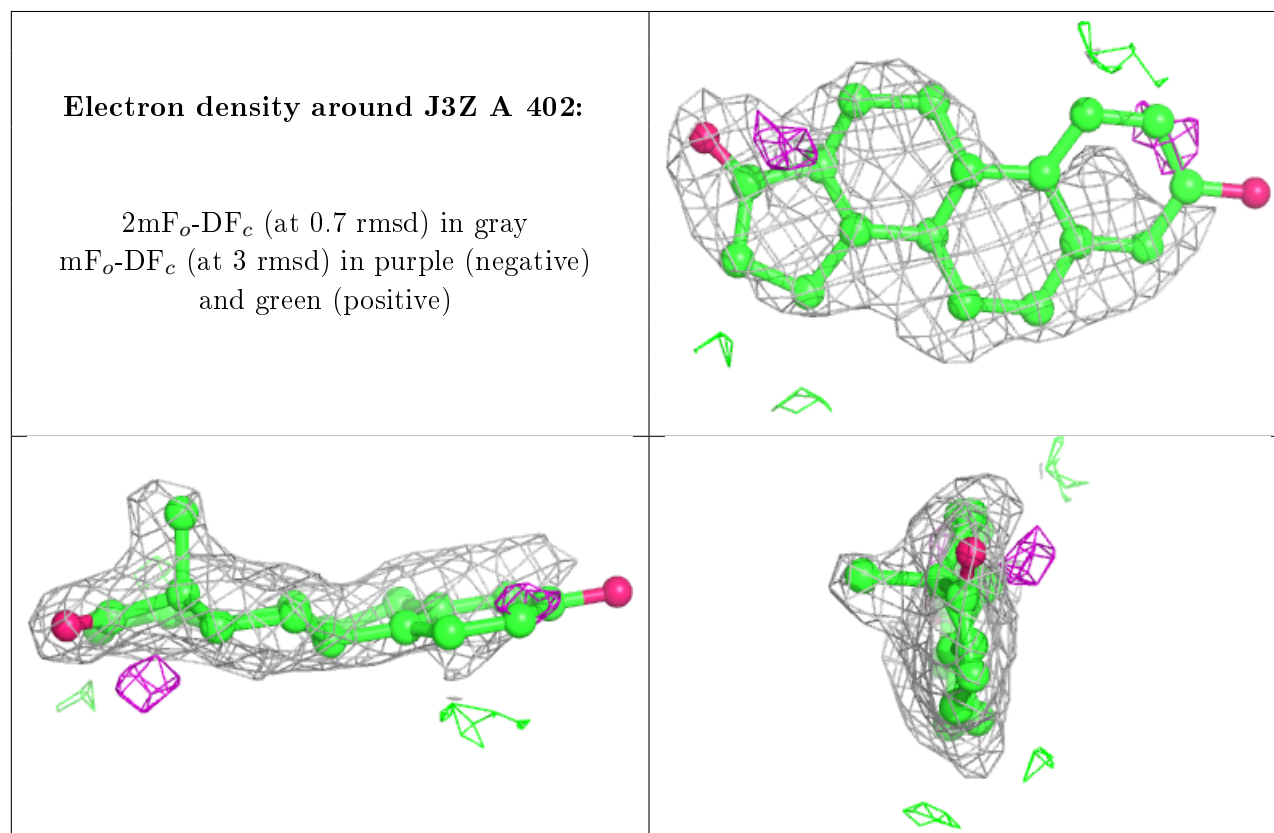 Electron density around J3Z A 402:
2mFo-DFc (at 0.7 rmsd) in gray
mFo-DFc (at 3 rmsd) in purple (negative)
and green (positive)